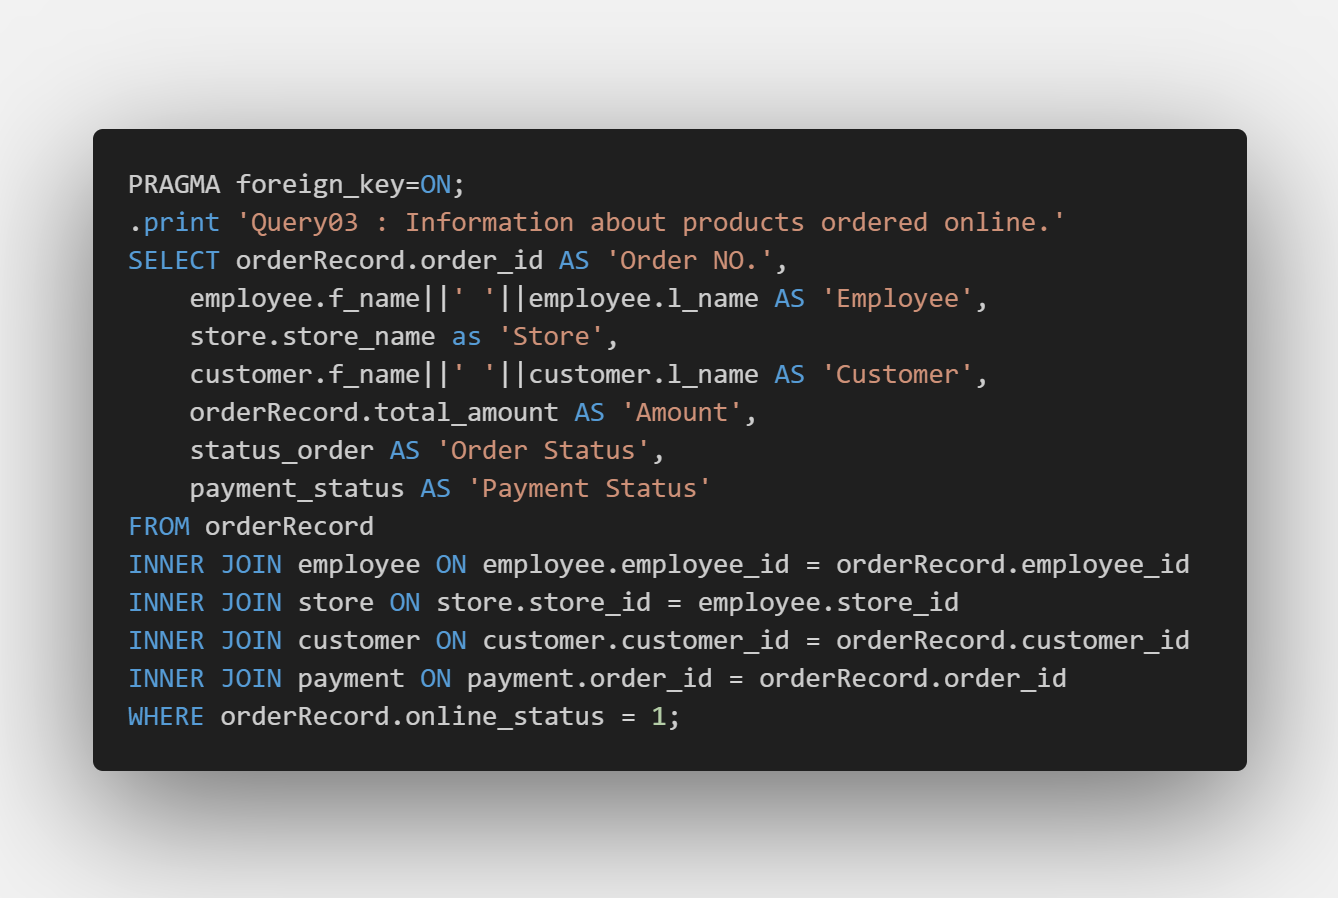 PRAGMA foreign_key=ON;
.print 'Query03 : Information about products ordered online.'
SELECT orderRecord.order_id AS 'Order NO.',
    employee.f_name||' '||employee.l_name AS 'Employee',
    store.store_name as 'Store',
    customer.f_name||' '||customer.l_name AS 'Customer',
    orderRecord.total_amount AS 'Amount',
    status_order AS 'Order Status',
    payment_status AS 'Payment Status'
FROM orderRecord
INNER JOIN employee ON employee.employee_id = orderRecord.employee_id
INNER JOIN store ON store.store_id = employee.store_id
INNER JOIN customer ON customer.customer_id = orderRecord.customer_id
INNER JOIN payment ON payment.order_id = orderRecord.order_id
WHERE orderRecord.online_status = 1;